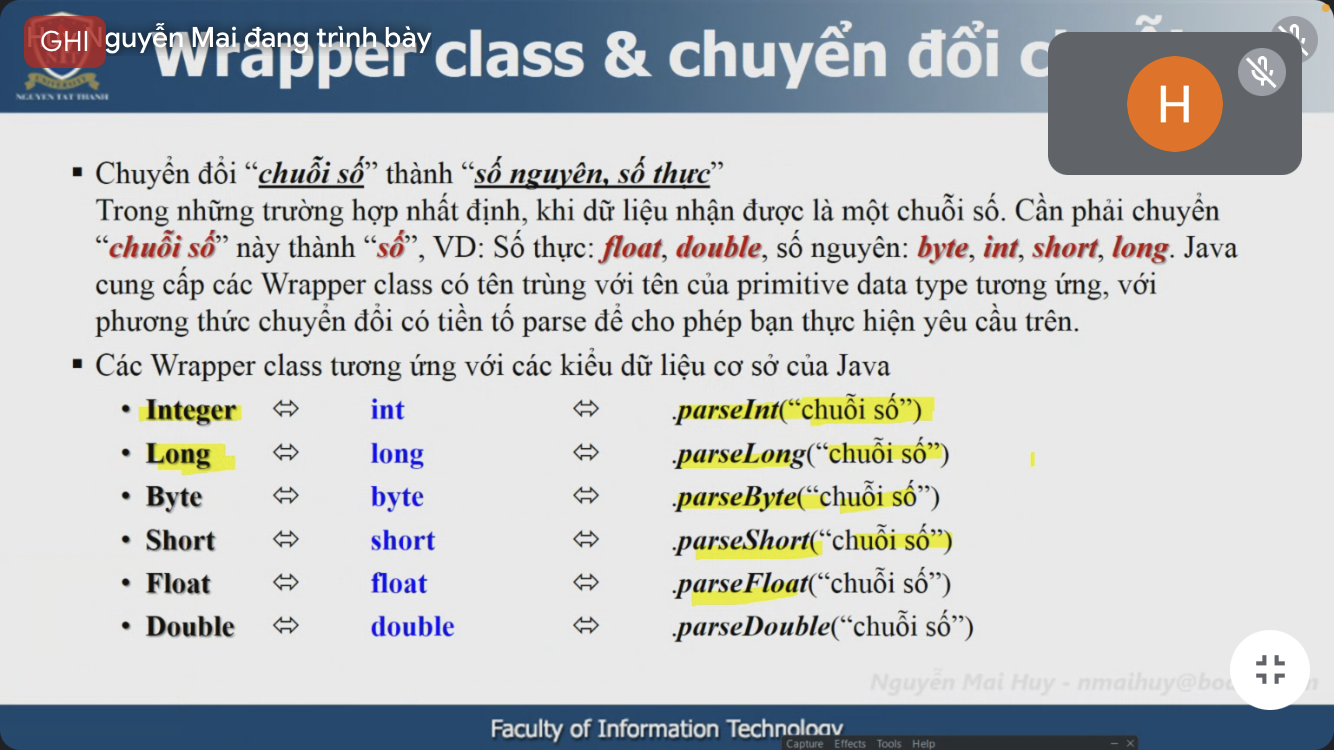 GHI
guyễn Mai đang trình bày
Wrapper class & chuyển đổi
H
NGUYEN TAT THANH
▪ Chuyển đổi “chuỗi số” thành “số nguyên, số thực”
Trong những trường hợp nhất định, khi dữ liệu nhận được là một chuỗi số. Cần phải chuyển
“chuỗi số” này thành “số”, VD: Số thực: float, double, số nguyên: byte, int, short, long. Java
cung cấp các Wrapper class có tên trùng với tên của primitive data type tương ứng, với
phương thức chuyển đổi có tiền tố parse để cho phép bạn thực hiện yêu cầu trên.
▪ Các Wrapper class tương ứng với các kiểu dữ liệu cơ sở của Java
• Integer ⬄ int ⬄ .parseInt(“chuỗi số”)
• Long ⬄ long ⬄ .parseLong(“chuỗi số”)
• Byte ⬄ byte ⬄ .parseByte(“chuỗi số”)
• Short ⬄ short ⬄ .parseShort(“chuỗi số”)
• Float ⬄ float ⬄ .parseFloat(“chuỗi số”)
• Double ⬄ double ⬄ .parseDouble(“chuỗi số”)
Nguyễn Mai Huy - nmaihuy@
Faculty of Information Technology
Capture Effects Tools Help